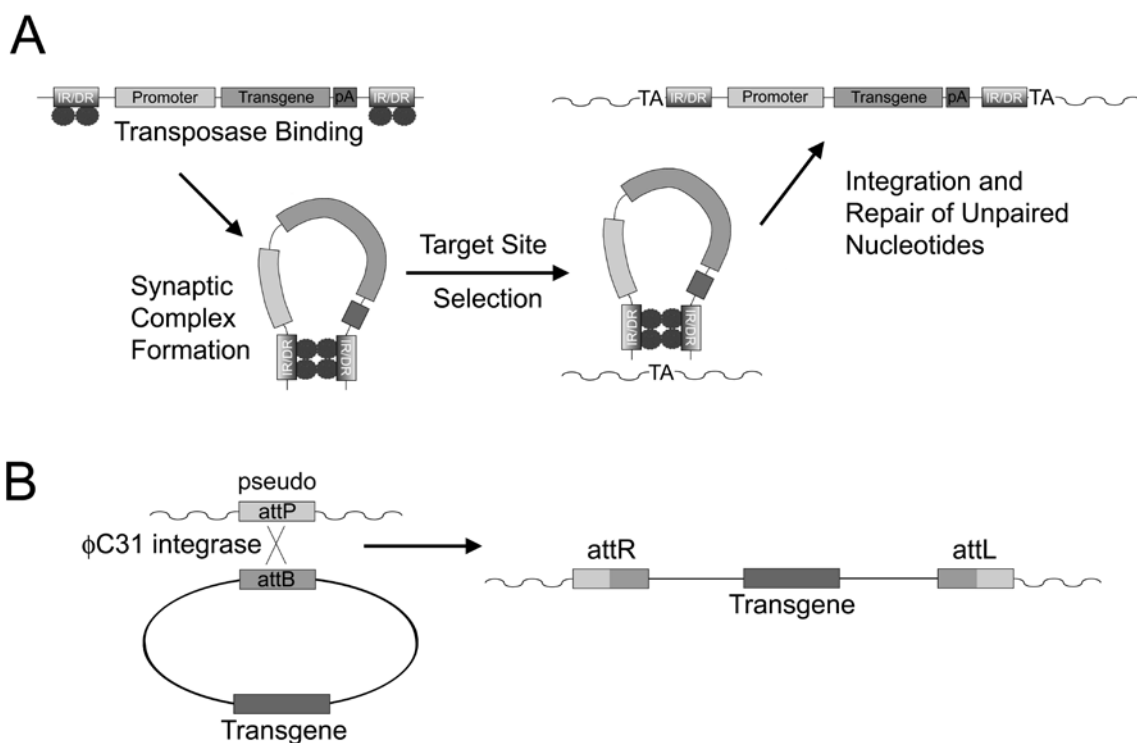 A
IR/DR Promoter Transgene pA IR/DR
Transposase Binding
TA IR/DR Promoter Transgene pA IR/DR TA
Synaptic
Complex
Formation
IR/DR IR/DR
Target Site
Selection
IR/DR IR/DR
TA
Integration and
Repair of Unpaired
Nucleotides
B
pseudo
attP
ϕC31 integrase
attB
Transgene
attR attL
Transgene